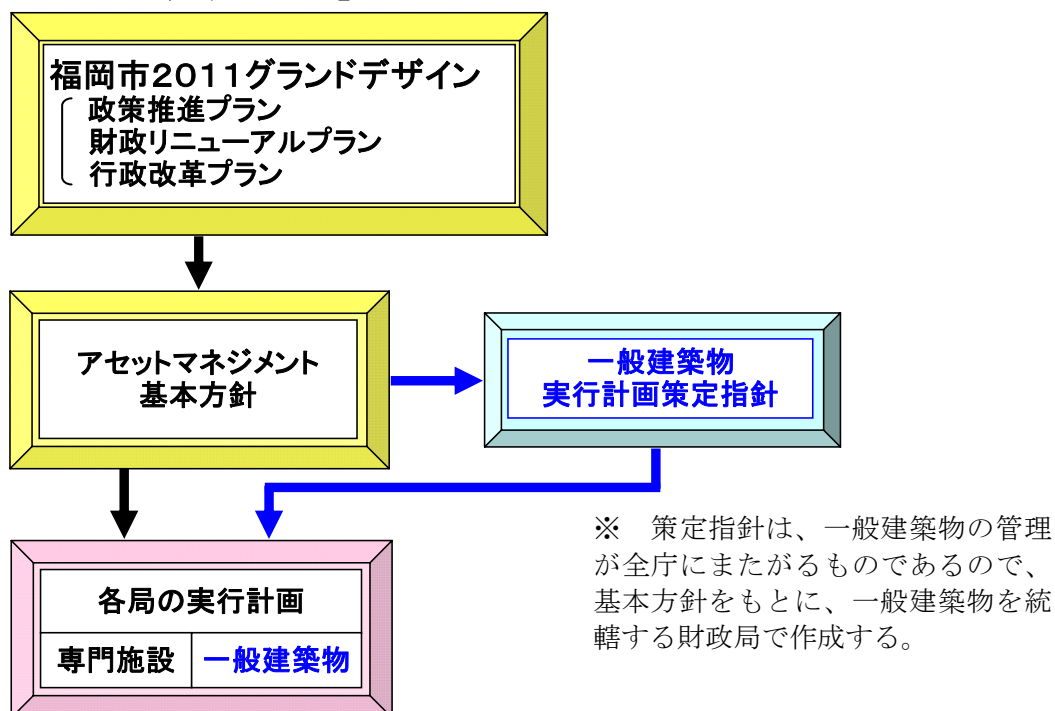 福岡市2011グランドデザイン
政策推進プラン
財政リニューアルプラン
行政改革プラン
アセットマネジメント
基本方針
一般建築物
実行計画策定指針
※　策定指針は、一般建築物の管理
が全庁にまたがるものであるので、
基本方針をもとに、一般建築物を統
轄する財政局で作成する。
各局の実行計画
専門施設 一般建築物